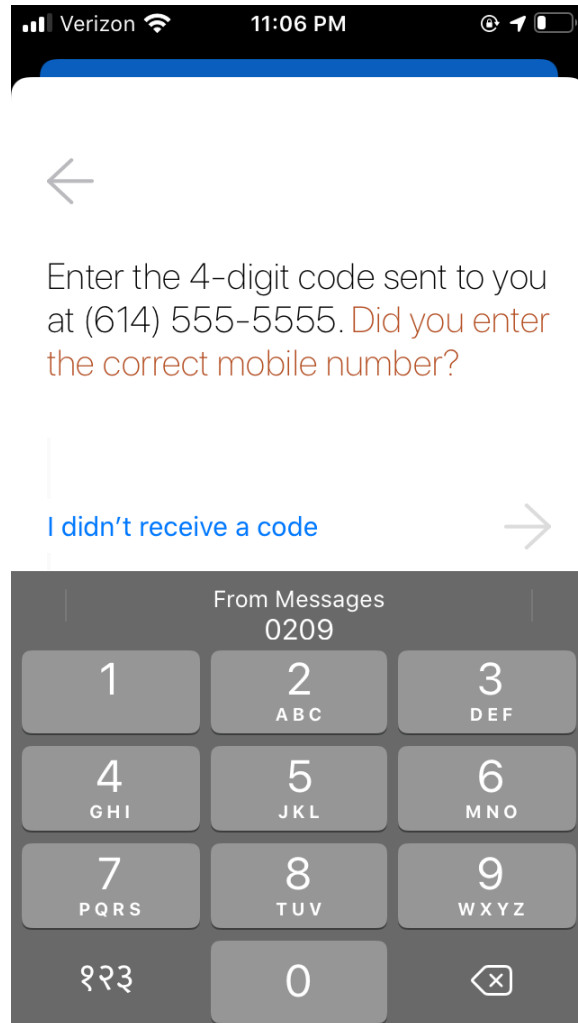 Verizon 11:06 PM
Enter the 4-digit code sent to you
at (614) 555-5555. Did you enter
the correct mobile number?
I didn’t receive a code
From Messages
0209
1 2 3
ABC DEF
4 5 6
GHI JKL MNO
7 8 9
PQRS TUV WXYZ
१२३ 0